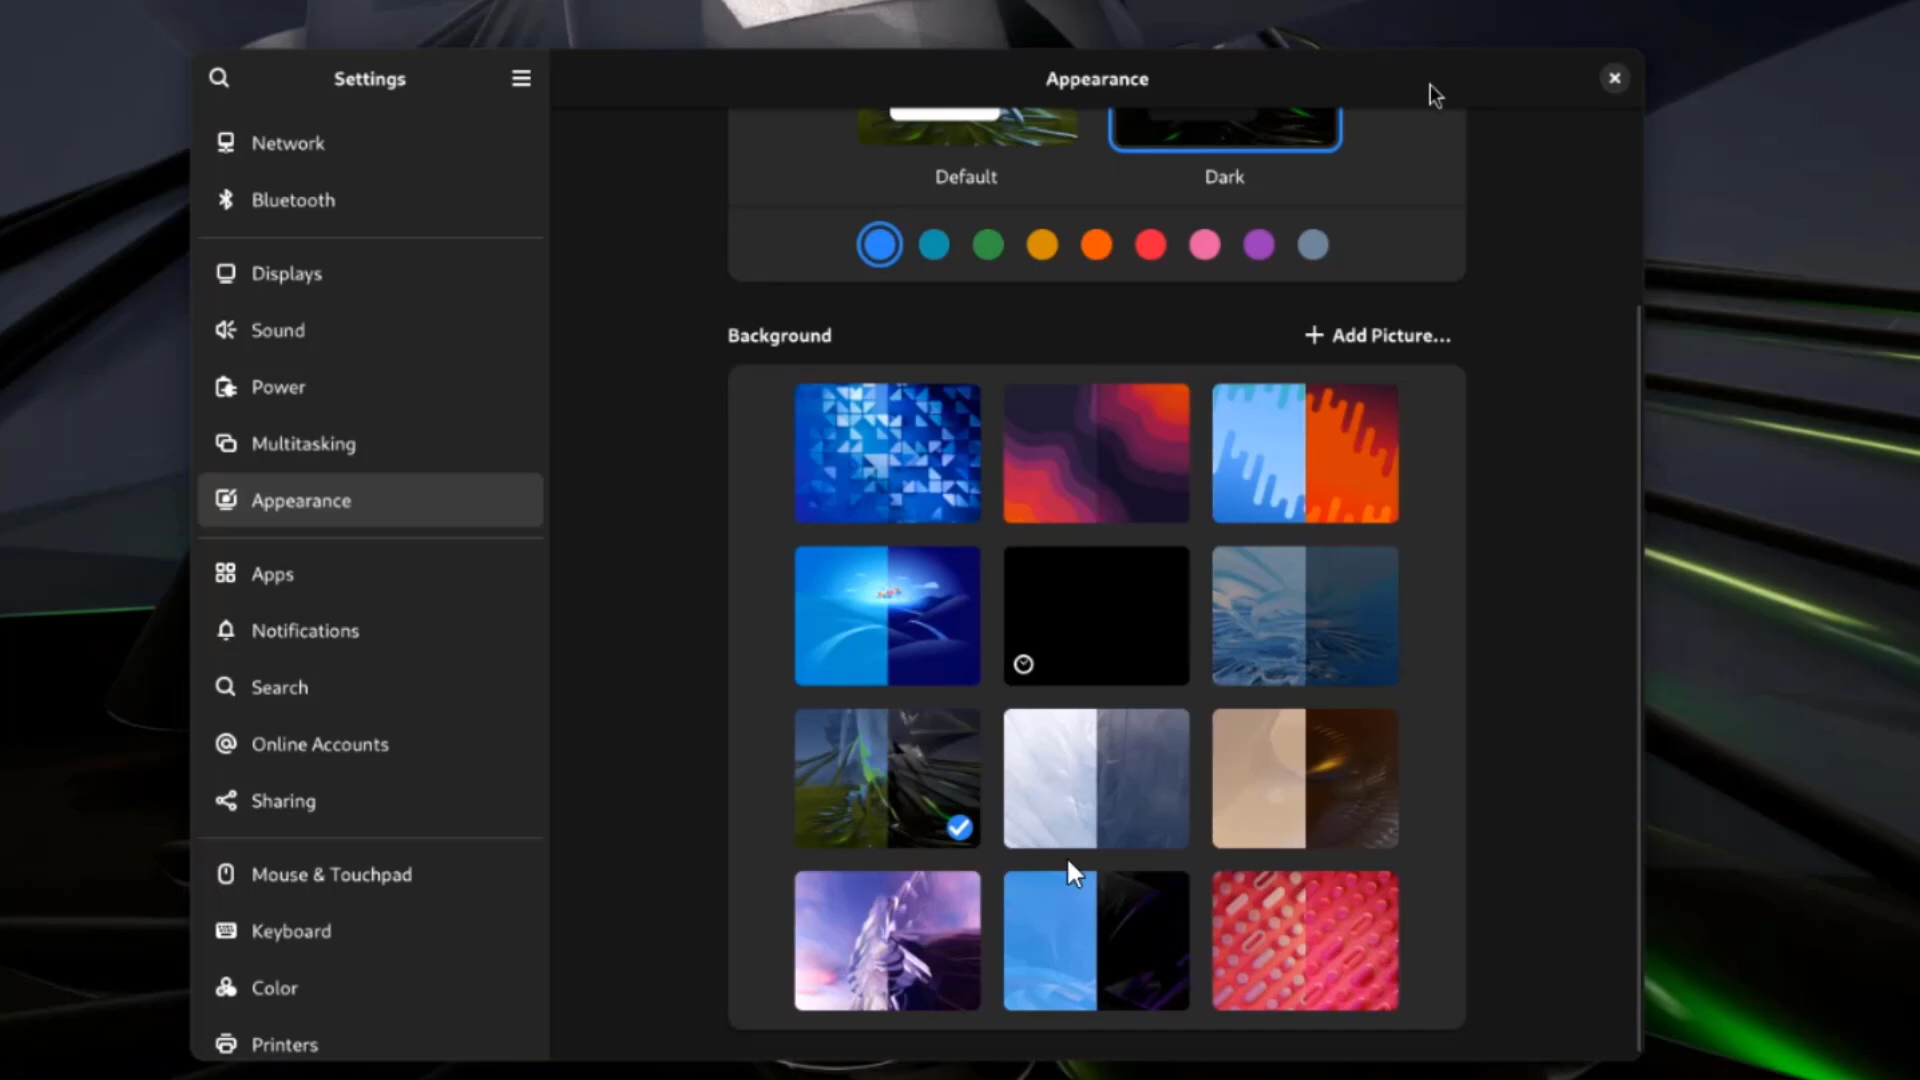 Settings
Appearance
Network
Bluetooth
Displays
Sound
Power
Multitasking
Appearance
Apps
Notifications
Search
Online Accounts
Sharing
Mouse & Touchpad
Keyboard
Color
Printers
Default
Dark
Background
Add Picture...